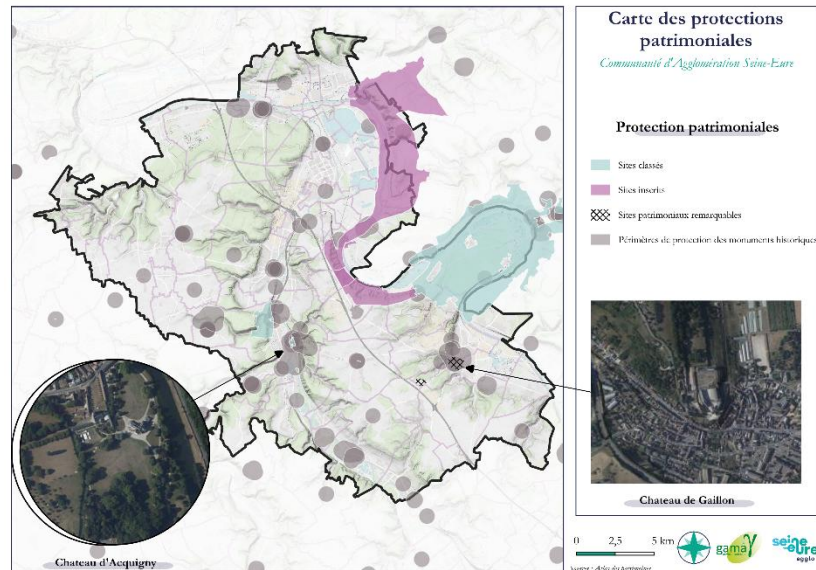 Carte des protections
patrimoniales
Communauté d'Agglomération Seine-Eure
Protection patrimoniales
Sites classés
Sites inscrits
Sites patrimoniaux remarquables
Périmètres de protection des monuments historiques
Chateau de Gaillon
Chateau d'Acquigny
0 2,5 5 km
gama
seine
eure
agglo